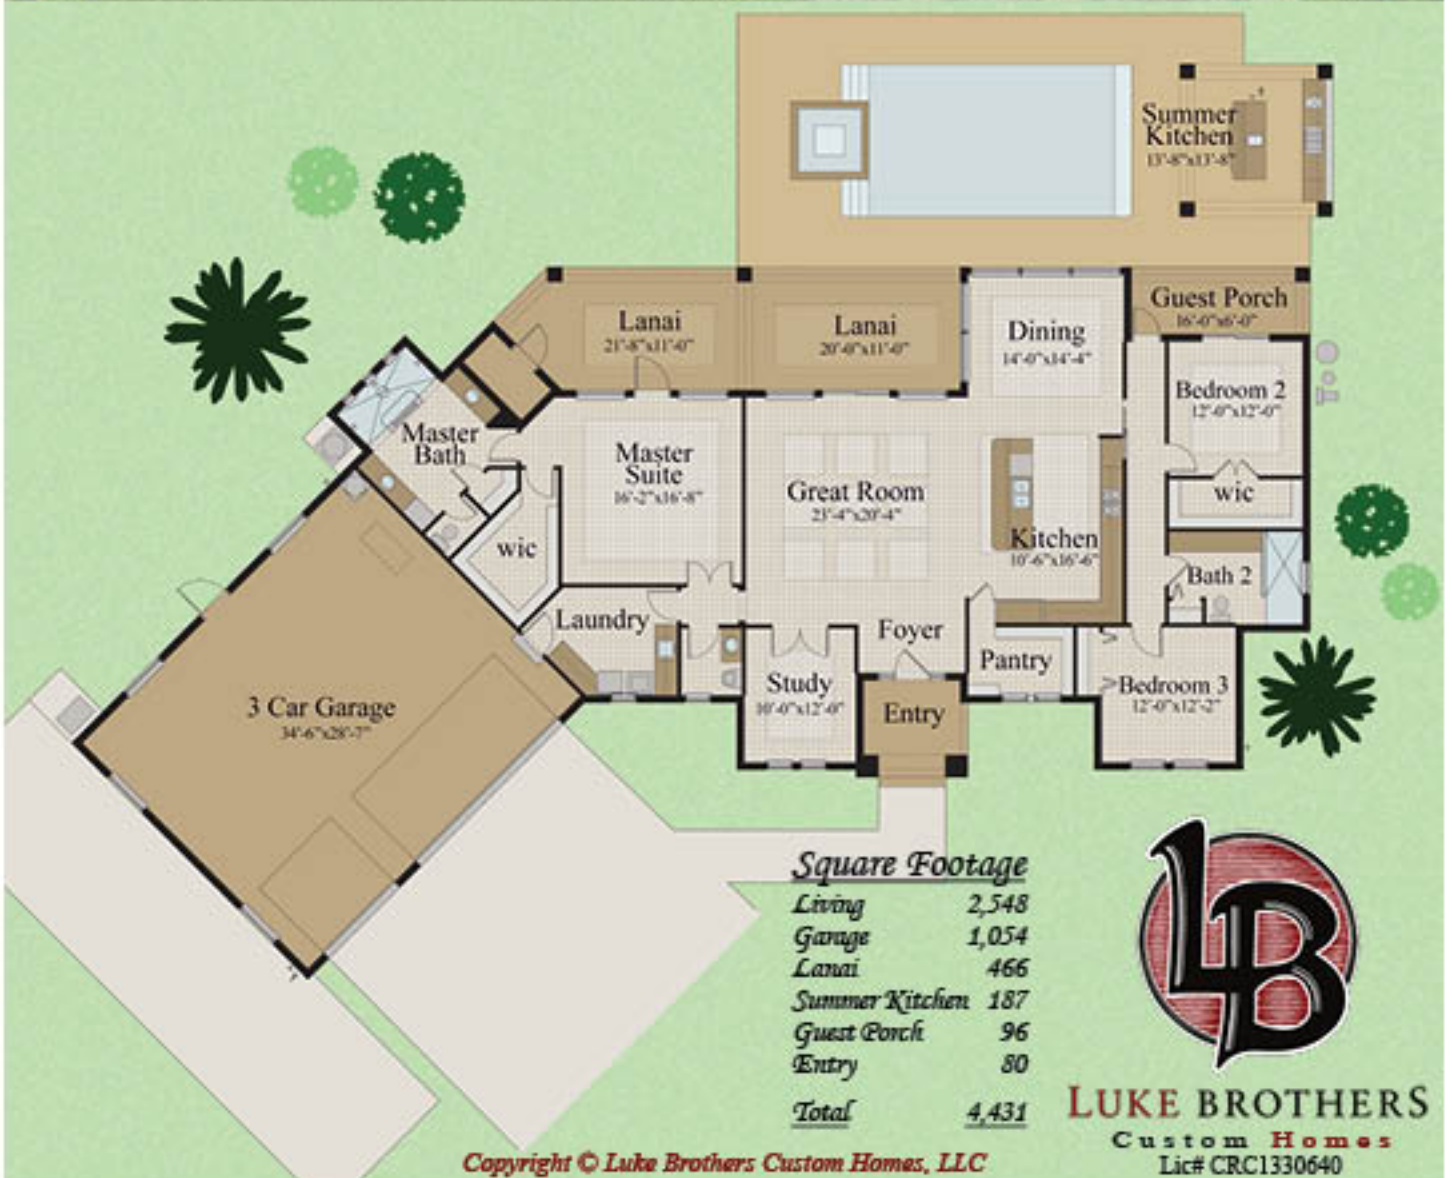 Summer
Kitchen
13'-8"x13'-8"
Guest Porch
16'-0"x6'-0"
Lanai
21'-8"x11'-0"
Lanai
20'-0"x11'-0"
Dining
14'-0"x14'-4"
Bedroom 2
12'-0"x12'-0"
Master
Bath
Master
Suite
16'-2"x16'-8"
Great Room
23'-4"x20'-4"
wic
wic
Kitchen
10'-6"x16'-6"
Bath 2
Laundry
Foyer
Pantry
Study
10'-0"x12'-0"
Bedroom 3
12'-0"x12'-2"
3 Car Garage
34'-6"x28'-7"
Entry
Square Footage
Living 2,548
Garage 1,054
Lanai 466
Summer Kitchen 187
Guest Porch 96
Entry 80
Total 4,431
LB
LUKE BROTHERS
Custom Homes
Lic# CRC1330640
Copyright © Luke Brothers Custom Homes, LLC